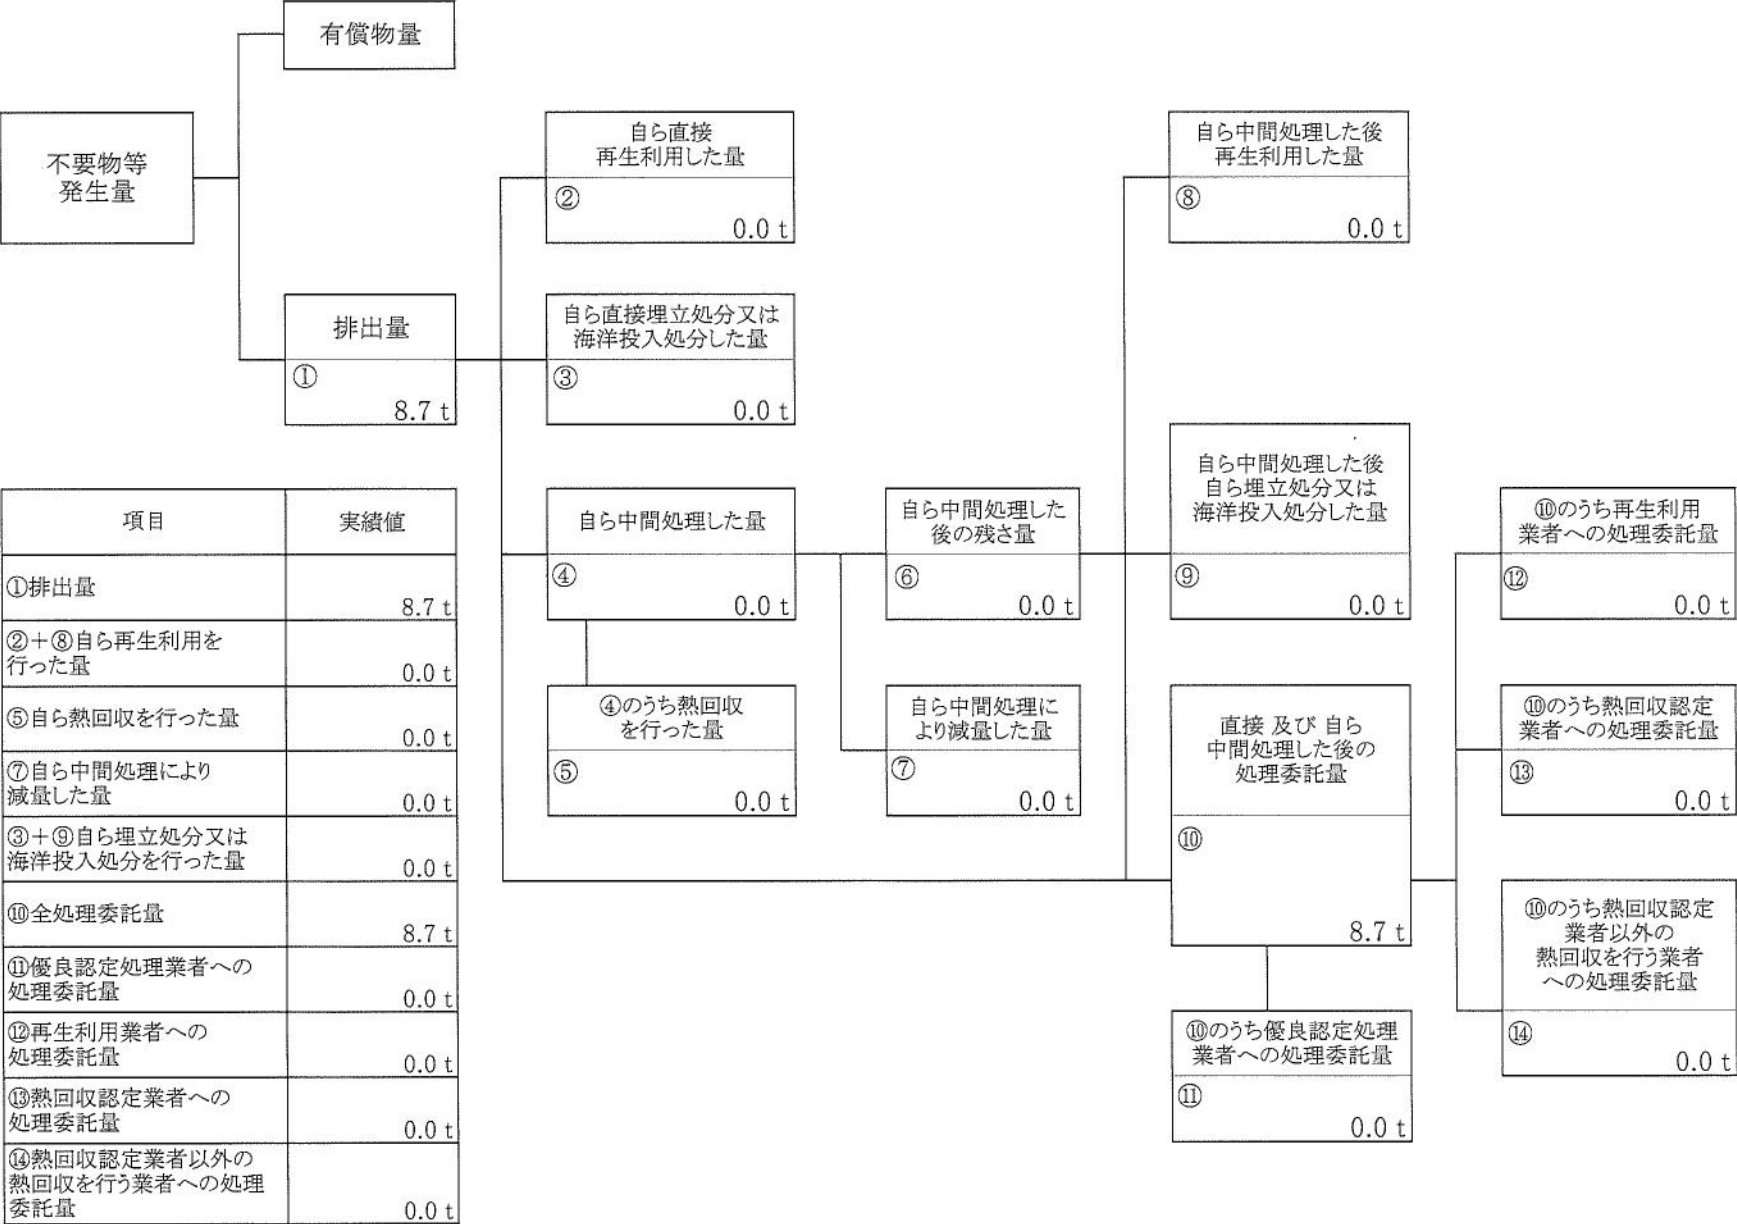 有償物量
不要物等
発生量
自ら直接
再生利用した量
②
0.0 t
自ら中間処理した後
再生利用した量
⑧
0.0 t
排出量
①
8.7 t
自ら直接埋立処分又は
海洋投入処分した量
③
0.0 t
自ら中間処理した量
④
0.0 t
自ら中間処理した
後の残さ量
⑥
0.0 t
自ら中間処理した後
自ら埋立処分又は
海洋投入処分した量
⑨
0.0 t
⑩のうち再生利用
業者への処理委託量
⑫
0.0 t
④のうち熱回収
を行った量
⑤
0.0 t
自ら中間処理に
より減量した量
⑦
0.0 t
直接 及び 自ら
中間処理した後の
処理委託量
⑩
8.7 t
⑩のうち熱回収認定
業者への処理委託量
⑬
0.0 t
⑩のうち熱回収認定
業者以外の
熱回収を行う業者
への処理委託量
⑭
0.0 t
⑩のうち優良認定処理
業者への処理委託量
⑪
0.0 t
項目 実績値
①排出量
8.7 t
②＋⑧自ら再生利用を
行った量
0.0 t
⑤自ら熱回収を行った量
0.0 t
⑦自ら中間処理により
減量した量
0.0 t
③＋⑨自ら埋立処分又は
海洋投入処分を行った量
0.0 t
⑩全処理委託量
8.7 t
⑪優良認定処理業者への
処理委託量
0.0 t
⑫再生利用業者への
処理委託量
0.0 t
⑬熱回収認定業者への
処理委託量
0.0 t
⑭熱回収認定業者以外の
熱回収を行う業者への処理
委託量
0.0 t